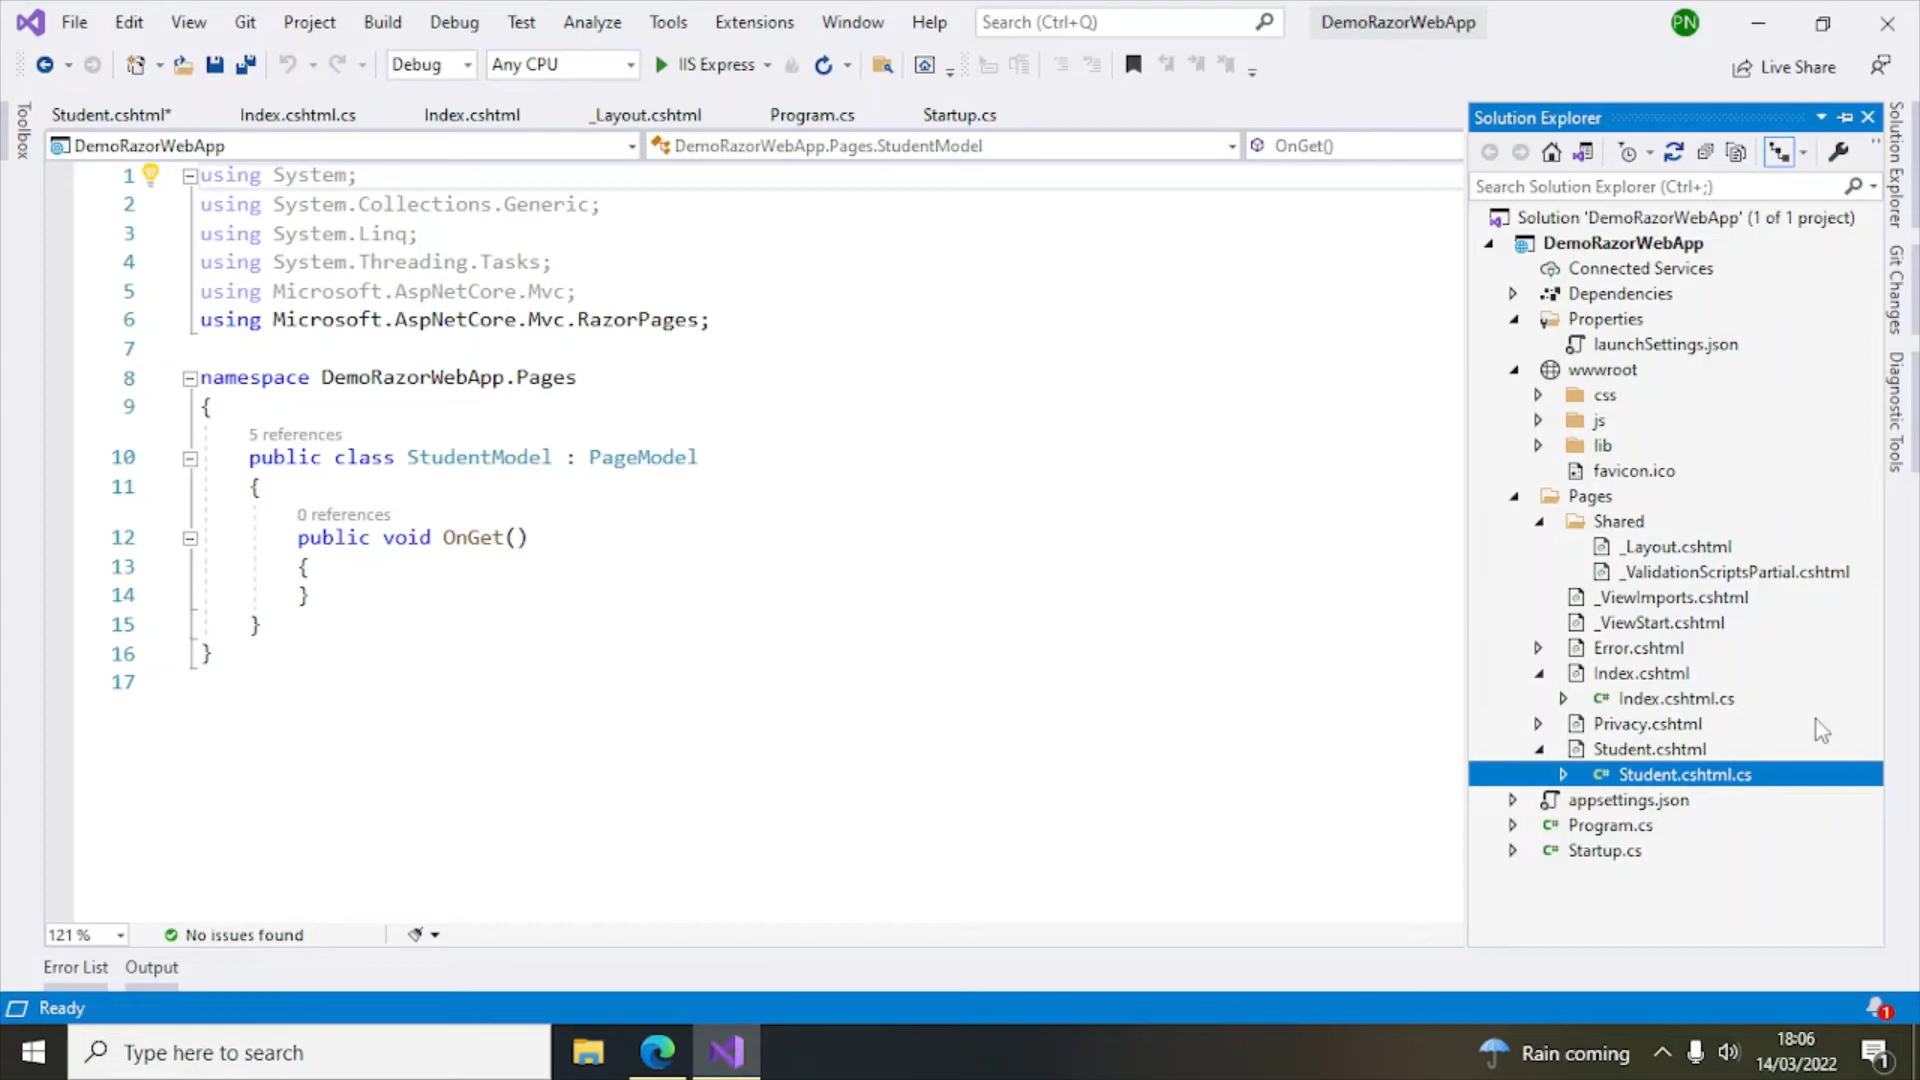 File Edit View Git Project Build Debug Test Analyze Tools Extensions Window Help Search (Ctrl+Q) DemoRazorWebApp PN
Debug Any CPU IIS Express Live Share
Toolbox
Student.cshtml* Index.cshtml.cs Index.cshtml _Layout.cshtml Program.cs Startup.cs
DemoRazorWebApp DemoRazorWebApp.Pages.StudentModel OnGet()
1 using System;
2 using System.Collections.Generic;
3 using System.Linq;
4 using System.Threading.Tasks;
5 using Microsoft.AspNetCore.Mvc;
6 using Microsoft.AspNetCore.Mvc.RazorPages;
7
8 namespace DemoRazorWebApp.Pages
9 {
5 references
10 public class StudentModel : PageModel
11 {
0 references
12 public void OnGet()
13 {
14 }
15 }
16 }
17
121 % No issues found
Error List Output
Solution Explorer
Search Solution Explorer (Ctrl+;)
Solution 'DemoRazorWebApp' (1 of 1 project)
DemoRazorWebApp
Connected Services
Dependencies
Properties
launchSettings.json
wwwroot
css
js
lib
favicon.ico
Pages
Shared
_Layout.cshtml
_ValidationScriptsPartial.cshtml
_ViewImports.cshtml
_ViewStart.cshtml
Error.cshtml
Index.cshtml
C# Index.cshtml.cs
Privacy.cshtml
Student.cshtml
C# Student.cshtml.cs
appsettings.json
C# Program.cs
C# Startup.cs
Solution Explorer
Git Changes
Diagnostic Tools
Ready 1
Type here to search Rain coming 18:06
14/03/2022 1